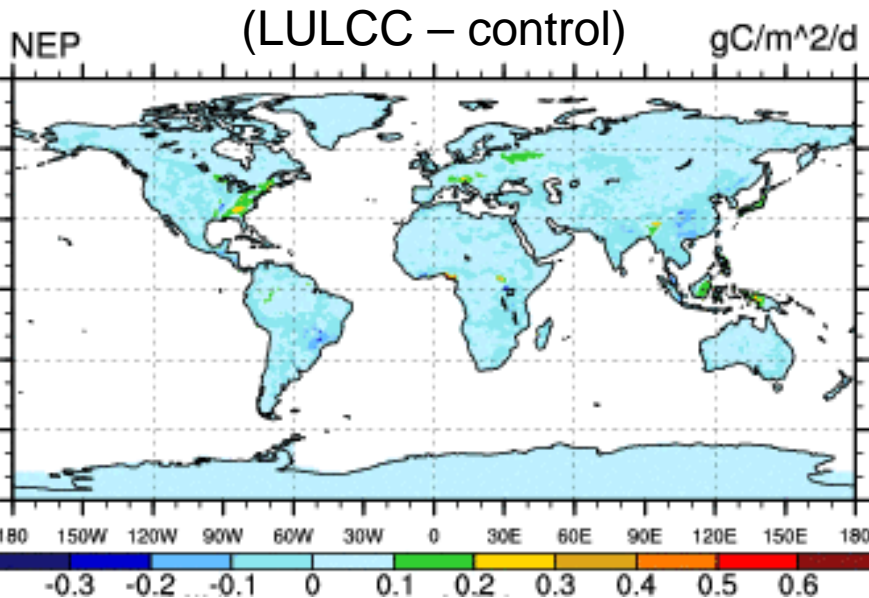 (LULCC – control)
NEP gC/m^2/d
180 150W 120W 90W 60W 30W 0 30E 60E 90E 120E 150E 180
-0.3 -0.2 -0.1 0 0.1 0.2 0.3 0.4 0.5 0.6